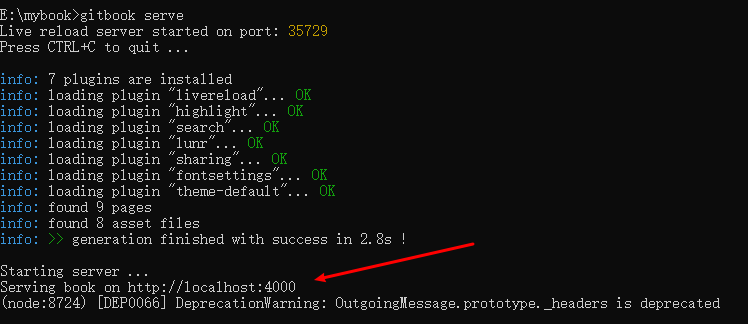 E:\mybook>gitbook serve
Live reload server started on port: 35729
Press CTRL+C to quit ...
info: 7 plugins are installed
info: loading plugin "livereload"... OK
info: loading plugin "highlight"... OK
info: loading plugin "search"... OK
info: loading plugin "lunr"... OK
info: loading plugin "sharing"... OK
info: loading plugin "fontsettings"... OK
info: loading plugin "theme-default"... OK
info: found 9 pages
info: found 8 asset files
info: >> generation finished with success in 2.8s !
Starting server ...
Serving book on http://localhost:4000
(node:8724) [DEP0066] DeprecationWarning: OutgoingMessage.prototype._headers is deprecated